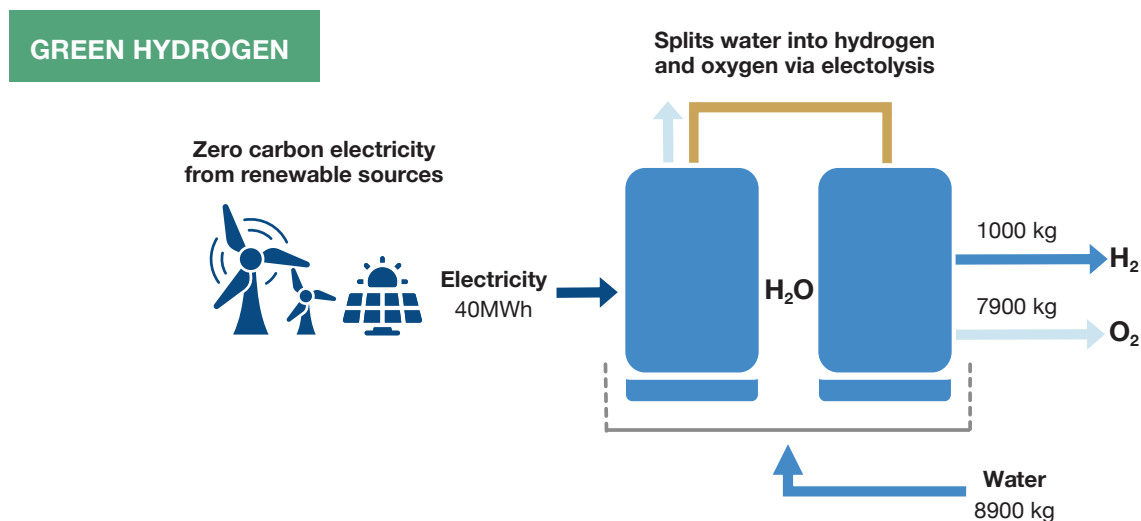 GREEN HYDROGEN
Splits water into hydrogen
and oxygen via electolysis
Zero carbon electricity
from renewable sources
Electricity
40MWh
H₂O
1000 kg
H₂
7900 kg
O₂
Water
8900 kg